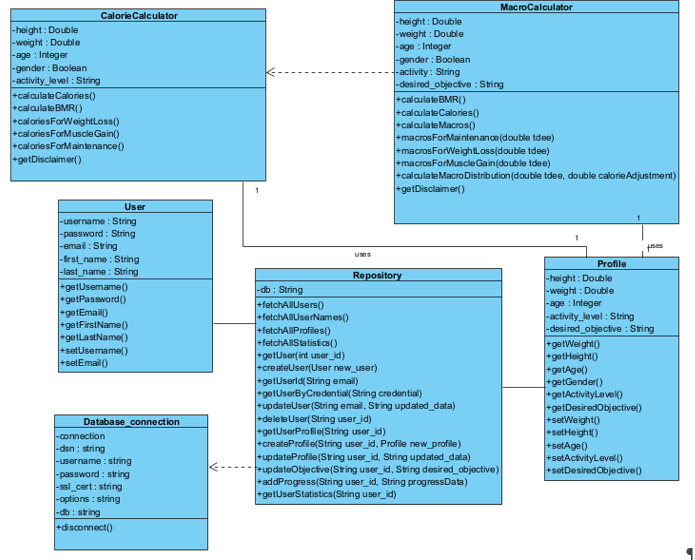 CalorieCalculator
-height : Double
-weight : Double
-age : Integer
-gender : Boolean
-activity_level : String
+calculateCalories()
+calculateBMR()
+caloriesForWeightLoss()
+caloriesForMuscleGain()
+caloriesForMaintenance()
+getDisclaimer()
MacroCalculator
-height : Double
-weight : Double
-age : Integer
-gender : Boolean
-activity : String
-desired_objective : String
+calculateBMR()
+calculateCalories()
+calculateMacros()
+macrosForMaintenance(double tdee)
+macrosForWeightLoss(double tdee)
+macrosForMuscleGain(double tdee)
+calculateMacroDistribution(double tdee, double calorieAdjustment)
+getDisclaimer()
1
1
uses
1
uses
User
-username : String
-password : String
-email : String
-first_name : String
-last_name : String
+getUsername()
+getPassword()
+getEmail()
+getFirstName()
+getLastName()
+setUsername()
+setEmail()
Repository
-db : String
+fetchAllUsers()
+fetchAllUserNames()
+fetchAllProfiles()
+fetchAllStatistics()
+getUser(int user_id)
+createUser(User new_user)
+getUserId(String email)
+getUserByCredential(String credential)
+updateUser(String email, String updated_data)
+deleteUser(String user_id)
+getUserProfile(String user_id)
+createProfile(String user_id, Profile new_profile)
+updateProfile(String user_id, String updated_data)
+updateObjective(String user_id, String desired_objective)
+addProgress(String user_id, String progressData)
+getUserStatistics(String user_id)
Profile
-height : Double
-weight : Double
-age : Integer
-activity_level : String
-desired_objective : String
+getWeight()
+getHeight()
+getAge()
+getGender()
+getActivityLevel()
+getDesiredObjective()
+setWeight()
+setHeight()
+setAge()
+setActivityLevel()
+setDesiredObjective()
Database_connection
-connection
-dsn : string
-username : string
-password : string
-ssl_cert : string
-options : string
-db : string
+disconnect()